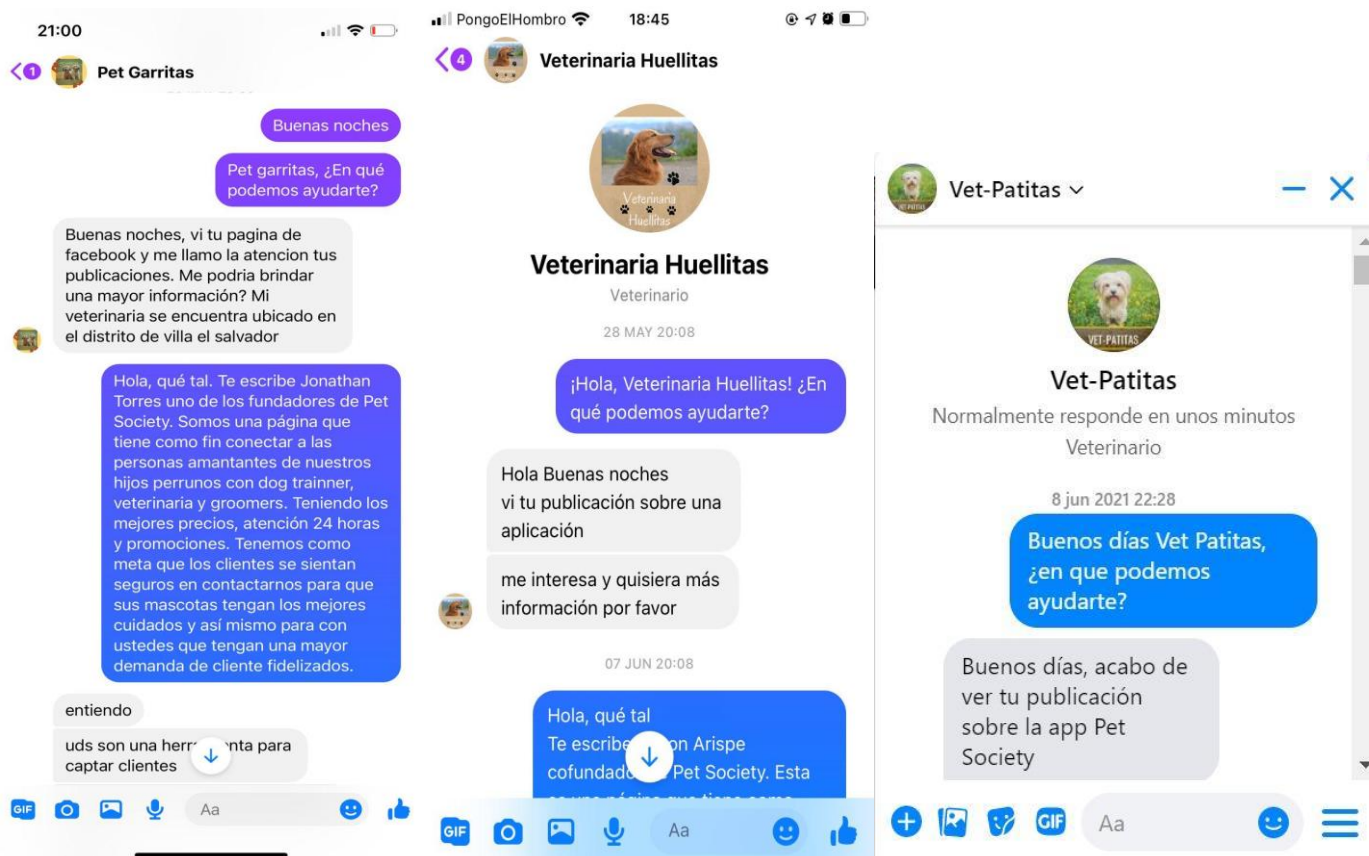 21:00
1
Pet Garritas
Buenas noches
Pet garritas, ¿En qué
podemos ayudarte?
Buenas noches, vi tu pagina de
facebook y me llamo la atencion tus
publicaciones. Me podria brindar
una mayor información? Mi
veterinaria se encuentra ubicado en
el distrito de villa el salvador
Hola, qué tal. Te escribe Jonathan
Torres uno de los fundadores de Pet
Society. Somos una página que
tiene como fin conectar a las
personas amantantes de nuestros
hijos perrunos con dog trainner,
veterinaria y groomers. Teniendo los
mejores precios, atención 24 horas
y promociones. Tenemos como
meta que los clientes se sientan
seguros en contactarnos para que
sus mascotas tengan los mejores
cuidados y así mismo para con
ustedes que tengan una mayor
demanda de cliente fidelizados.
entiendo
uds son una para
captar clientes
GIF
Aa
PongoElHombro
18:45
4
Veterinaria Huellitas
Veterinaria
Huellitas
Veterinaria Huellitas
Veterinario
28 MAY 20:08
¡Hola, Veterinaria Huellitas! ¿En
qué podemos ayudarte?
Hola Buenas noches
vi tu publicación sobre una
aplicación
me interesa y quisiera más
información por favor
07 JUN 20:08
Hola, qué tal
Te escribe Arispe
Pet Society. Esta
GIF
Aa
Vet-Patitas
VET-PATITAS
Vet-Patitas
Normalmente responde en unos minutos
Veterinario
8 jun 2021 22:28
Buenos días Vet Patitas,
¿en que podemos
ayudarte?
Buenos días, acabo de
ver tu publicación
sobre la app Pet
Society
GIF
Aa